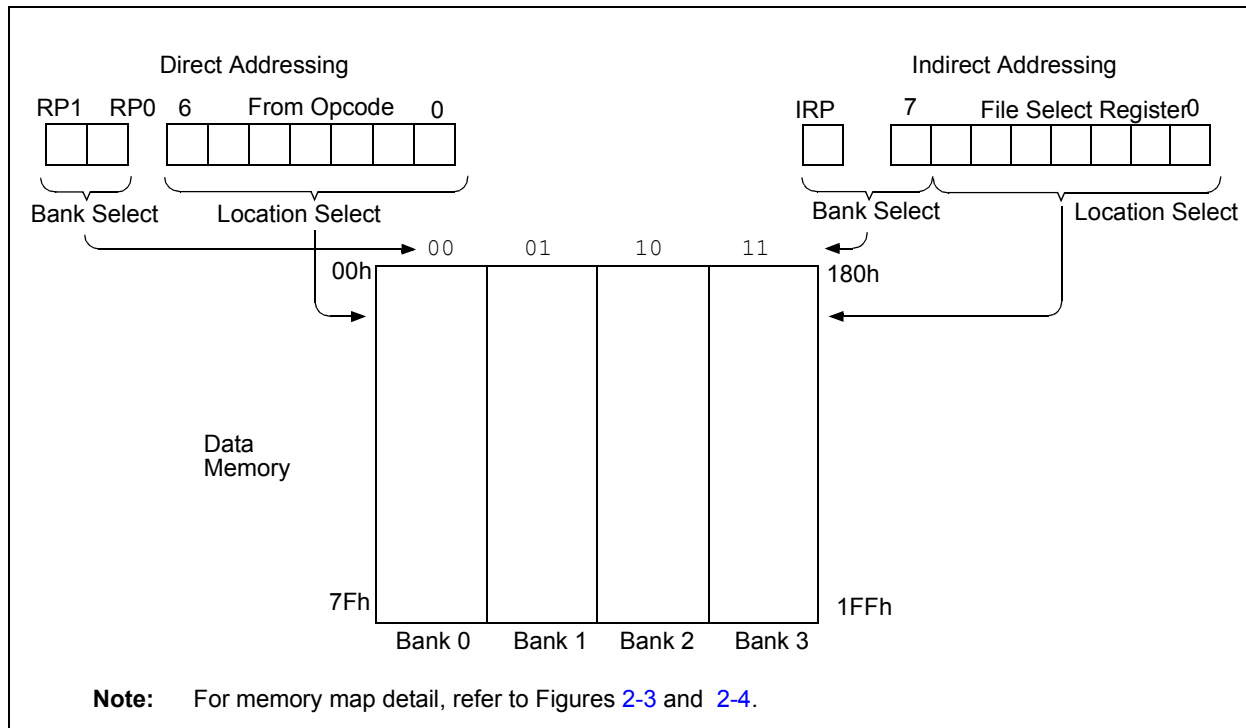 Direct Addressing
Indirect Addressing
RP1 RP0 6 From Opcode 0
IRP 7 File Select Register 0
Bank Select Location Select
Bank Select Location Select
00 01 10 11
00h 180h
Data
Memory
7Fh 1FFh
Bank 0 Bank 1 Bank 2 Bank 3
Note: For memory map detail, refer to Figures 2-3 and 2-4.